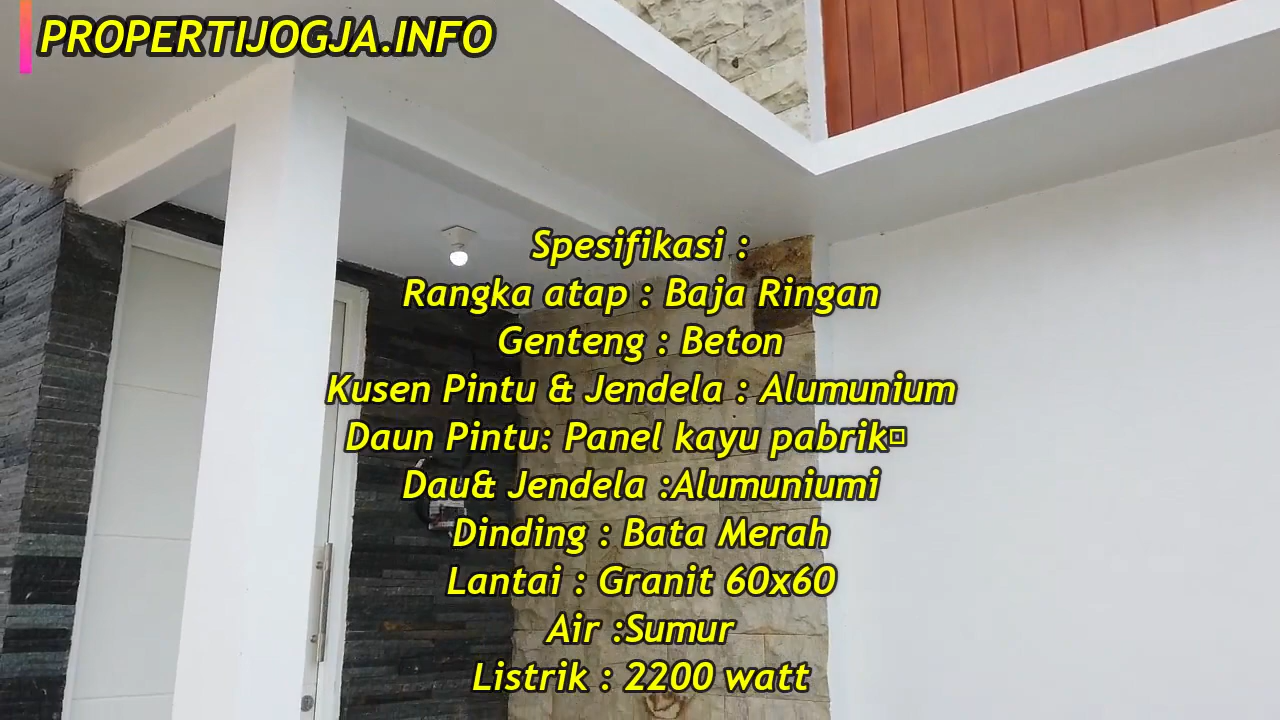 PROPERTIJOGJA.INFO
Spesifikasi :
Rangka atap : Baja Ringan
Genteng : Beton
Kusen Pintu & Jendela : Alumunium
Daun Pintu: Panel kayu pabrik
Dau& Jendela :Alumuniumi
Dinding : Bata Merah
Lantai : Granit 60x60
Air :Sumur
Listrik : 2200 watt